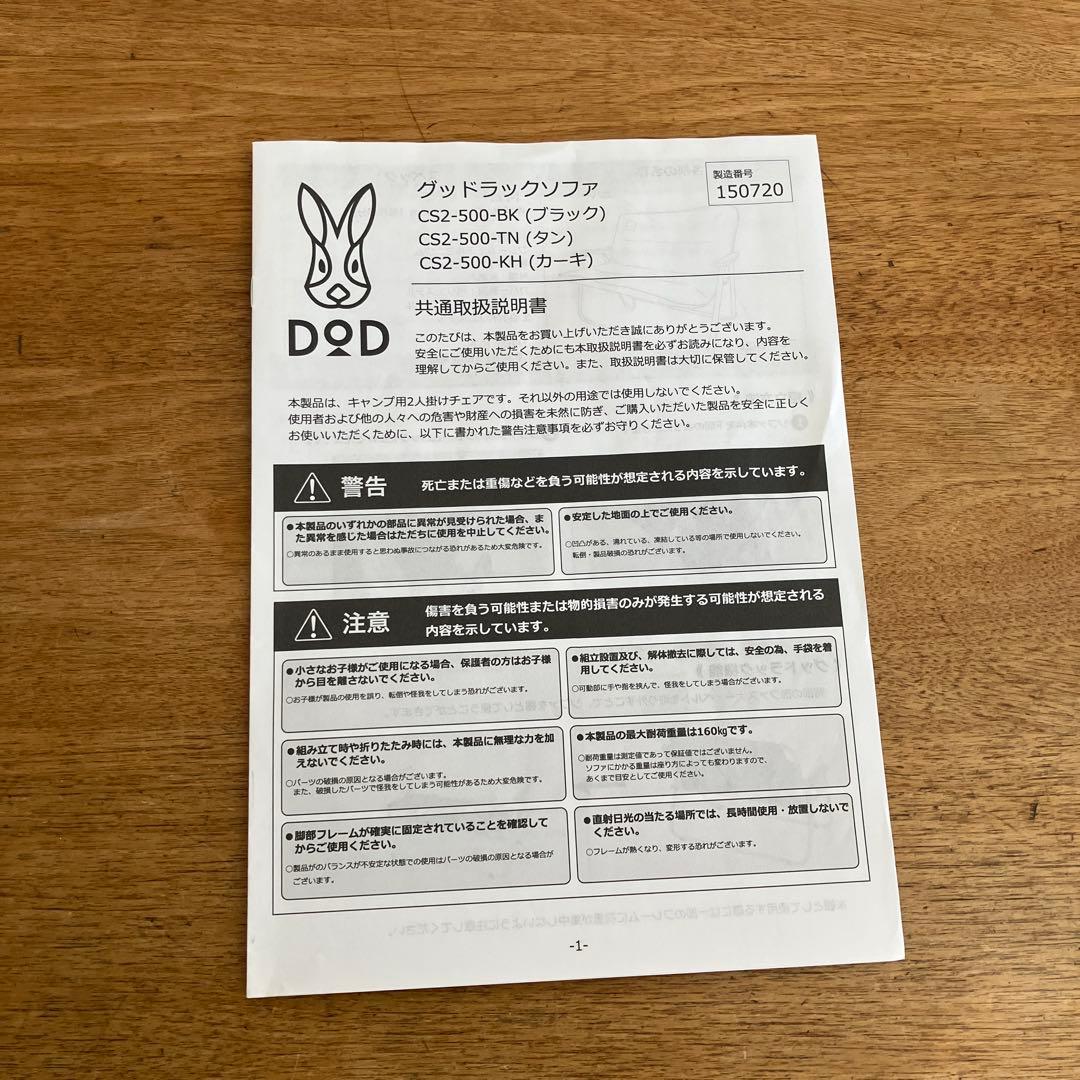 グッドラックソファ
CS2-500-BK (ブラック)
CS2-500-TN (タン)
CS2-500-KH (カーキ)
製造番号
150720
DOD
共通取扱説明書
このたびは、本製品をお買い上げいただき誠にありがとうございます。
安全にご使用いただくためにも本取扱説明書を必ずお読みになり、内容を
理解してからご使用ください。また、取扱説明書は大切に保管してください。
本製品は、キャンプ用2人掛けチェアです。それ以外の用途では使用しないでください。
使用者および他の人々への危害や財産への損害を未然に防ぎ、ご購入いただいた製品を安全に正しく
お使いいただくために、以下に書かれた警告注意事項を必ずお守りください。
警告 死亡または重傷などを負う可能性が想定される内容を示しています。
●本製品のいずれかの部品に異常が見受けられた場合、ま
た異常を感じた場合はただちに使用を中止してください。
○異常のあるまま使用すると思わぬ事故につながる恐れがあるため大変危険です。
●安定した地面の上でご使用ください。
○凹凸がある、濡れている、凍結している等の場所で使用しないでください。
転倒・製品破損の恐れがございます。
注意 傷害を負う可能性または物的損害のみが発生する可能性が想定される
内容を示しています。
●小さなお子様がご使用になる場合、保護者の方はお子様
から目を離さないでください。
○お子様が製品の使用を誤り、転倒や怪我をしてしまう恐れがございます。
●組立設置及び、解体撤去に際しては、安全の為、手袋を着
用してください。
○可動部に手や指を挟んで、怪我をしてしまう場合がございます。
●組み立て時や折りたたみ時には、本製品に無理な力を加
えないでください。
○パーツの破損の原因となる場合がございます。
また、破損したパーツで怪我をしてしまう可能性があるため大変危険です。
●本製品の最大耐荷重量は160kgです。
○耐荷重量は測定値であって保証値ではございません。
ソファにかかる重量は座り方によっても変わりますので、
あくまで目安としてご使用ください。
●脚部フレームが確実に固定されていることを確認して
からご使用ください。
○製品がのバランスが不安定な状態での使用はパーツの破損の原因となる場合が
ございます。
●直射日光の当たる場所では、長時間使用・放置しないで
ください。
○フレームが熱くなり、変形する恐れがございます。
-1-